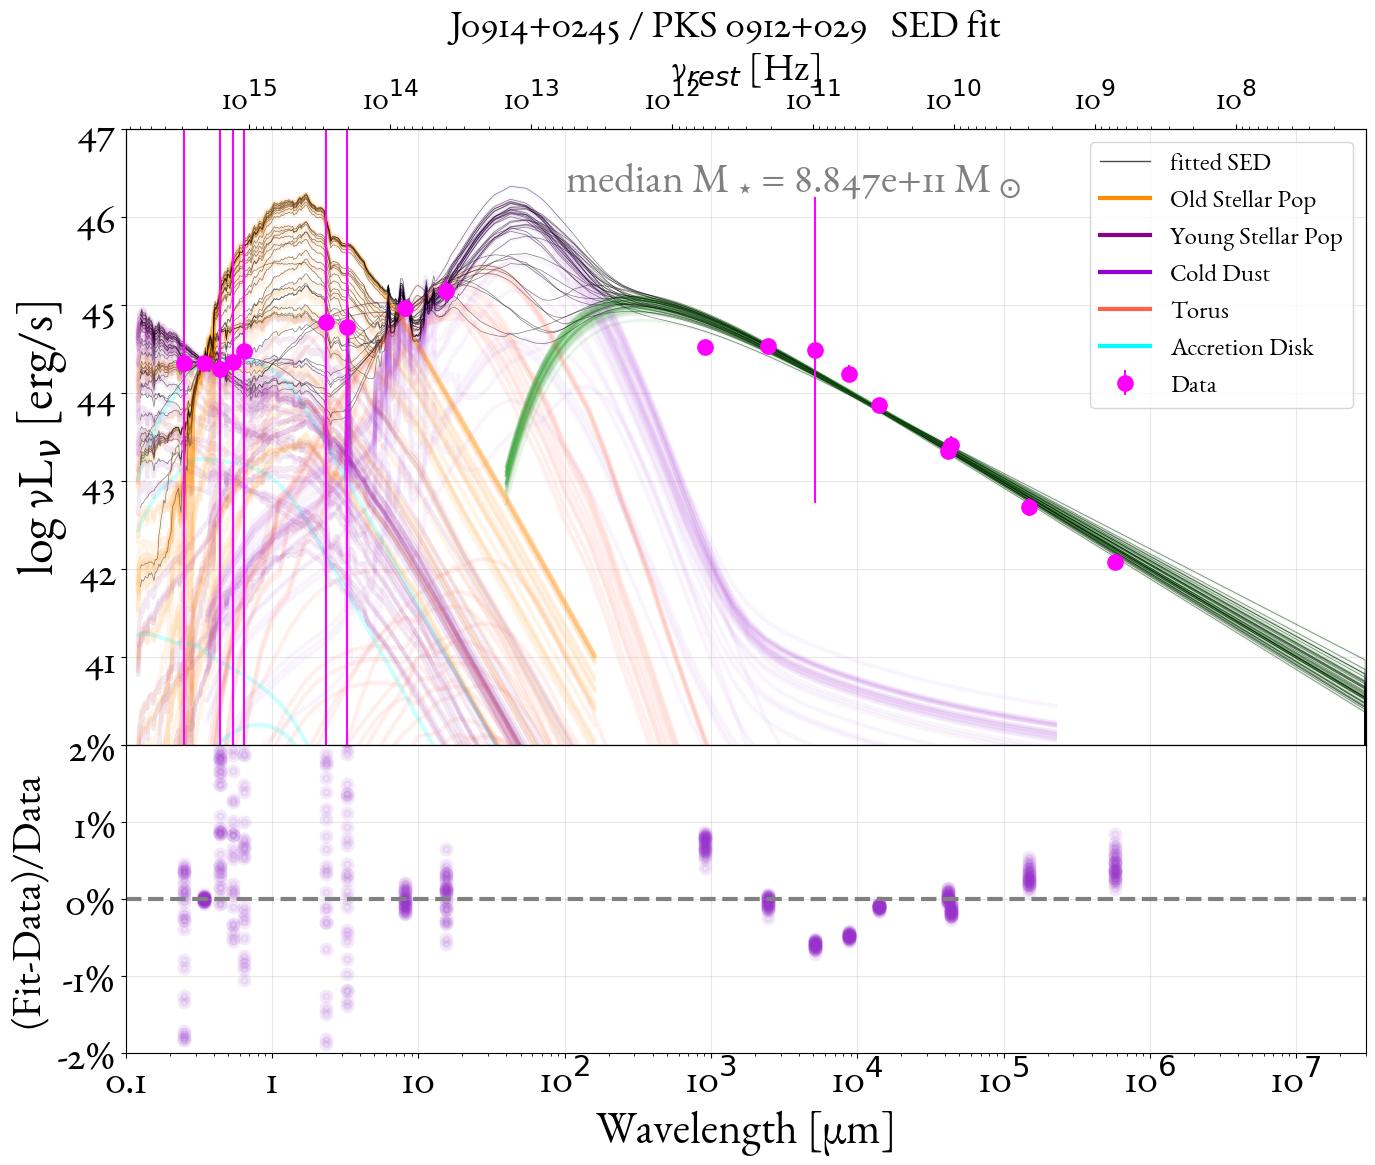 J0914+0245 / PKS 0912+029 SED fit
ν_rest [Hz]
10^15 10^14 10^13 10^12 10^11 10^10 10^9 10^8
47
46
45
44
43
42
41
log νL_ν [erg/s]
median M ⋆ = 8.847e+11 M ⊙
fitted SED
Old Stellar Pop
Young Stellar Pop
Cold Dust
Torus
Accretion Disk
Data
2%
1%
0%
-1%
-2%
(Fit-Data)/Data
0.1 1 10 10^2 10^3 10^4 10^5 10^6 10^7
Wavelength [μm]